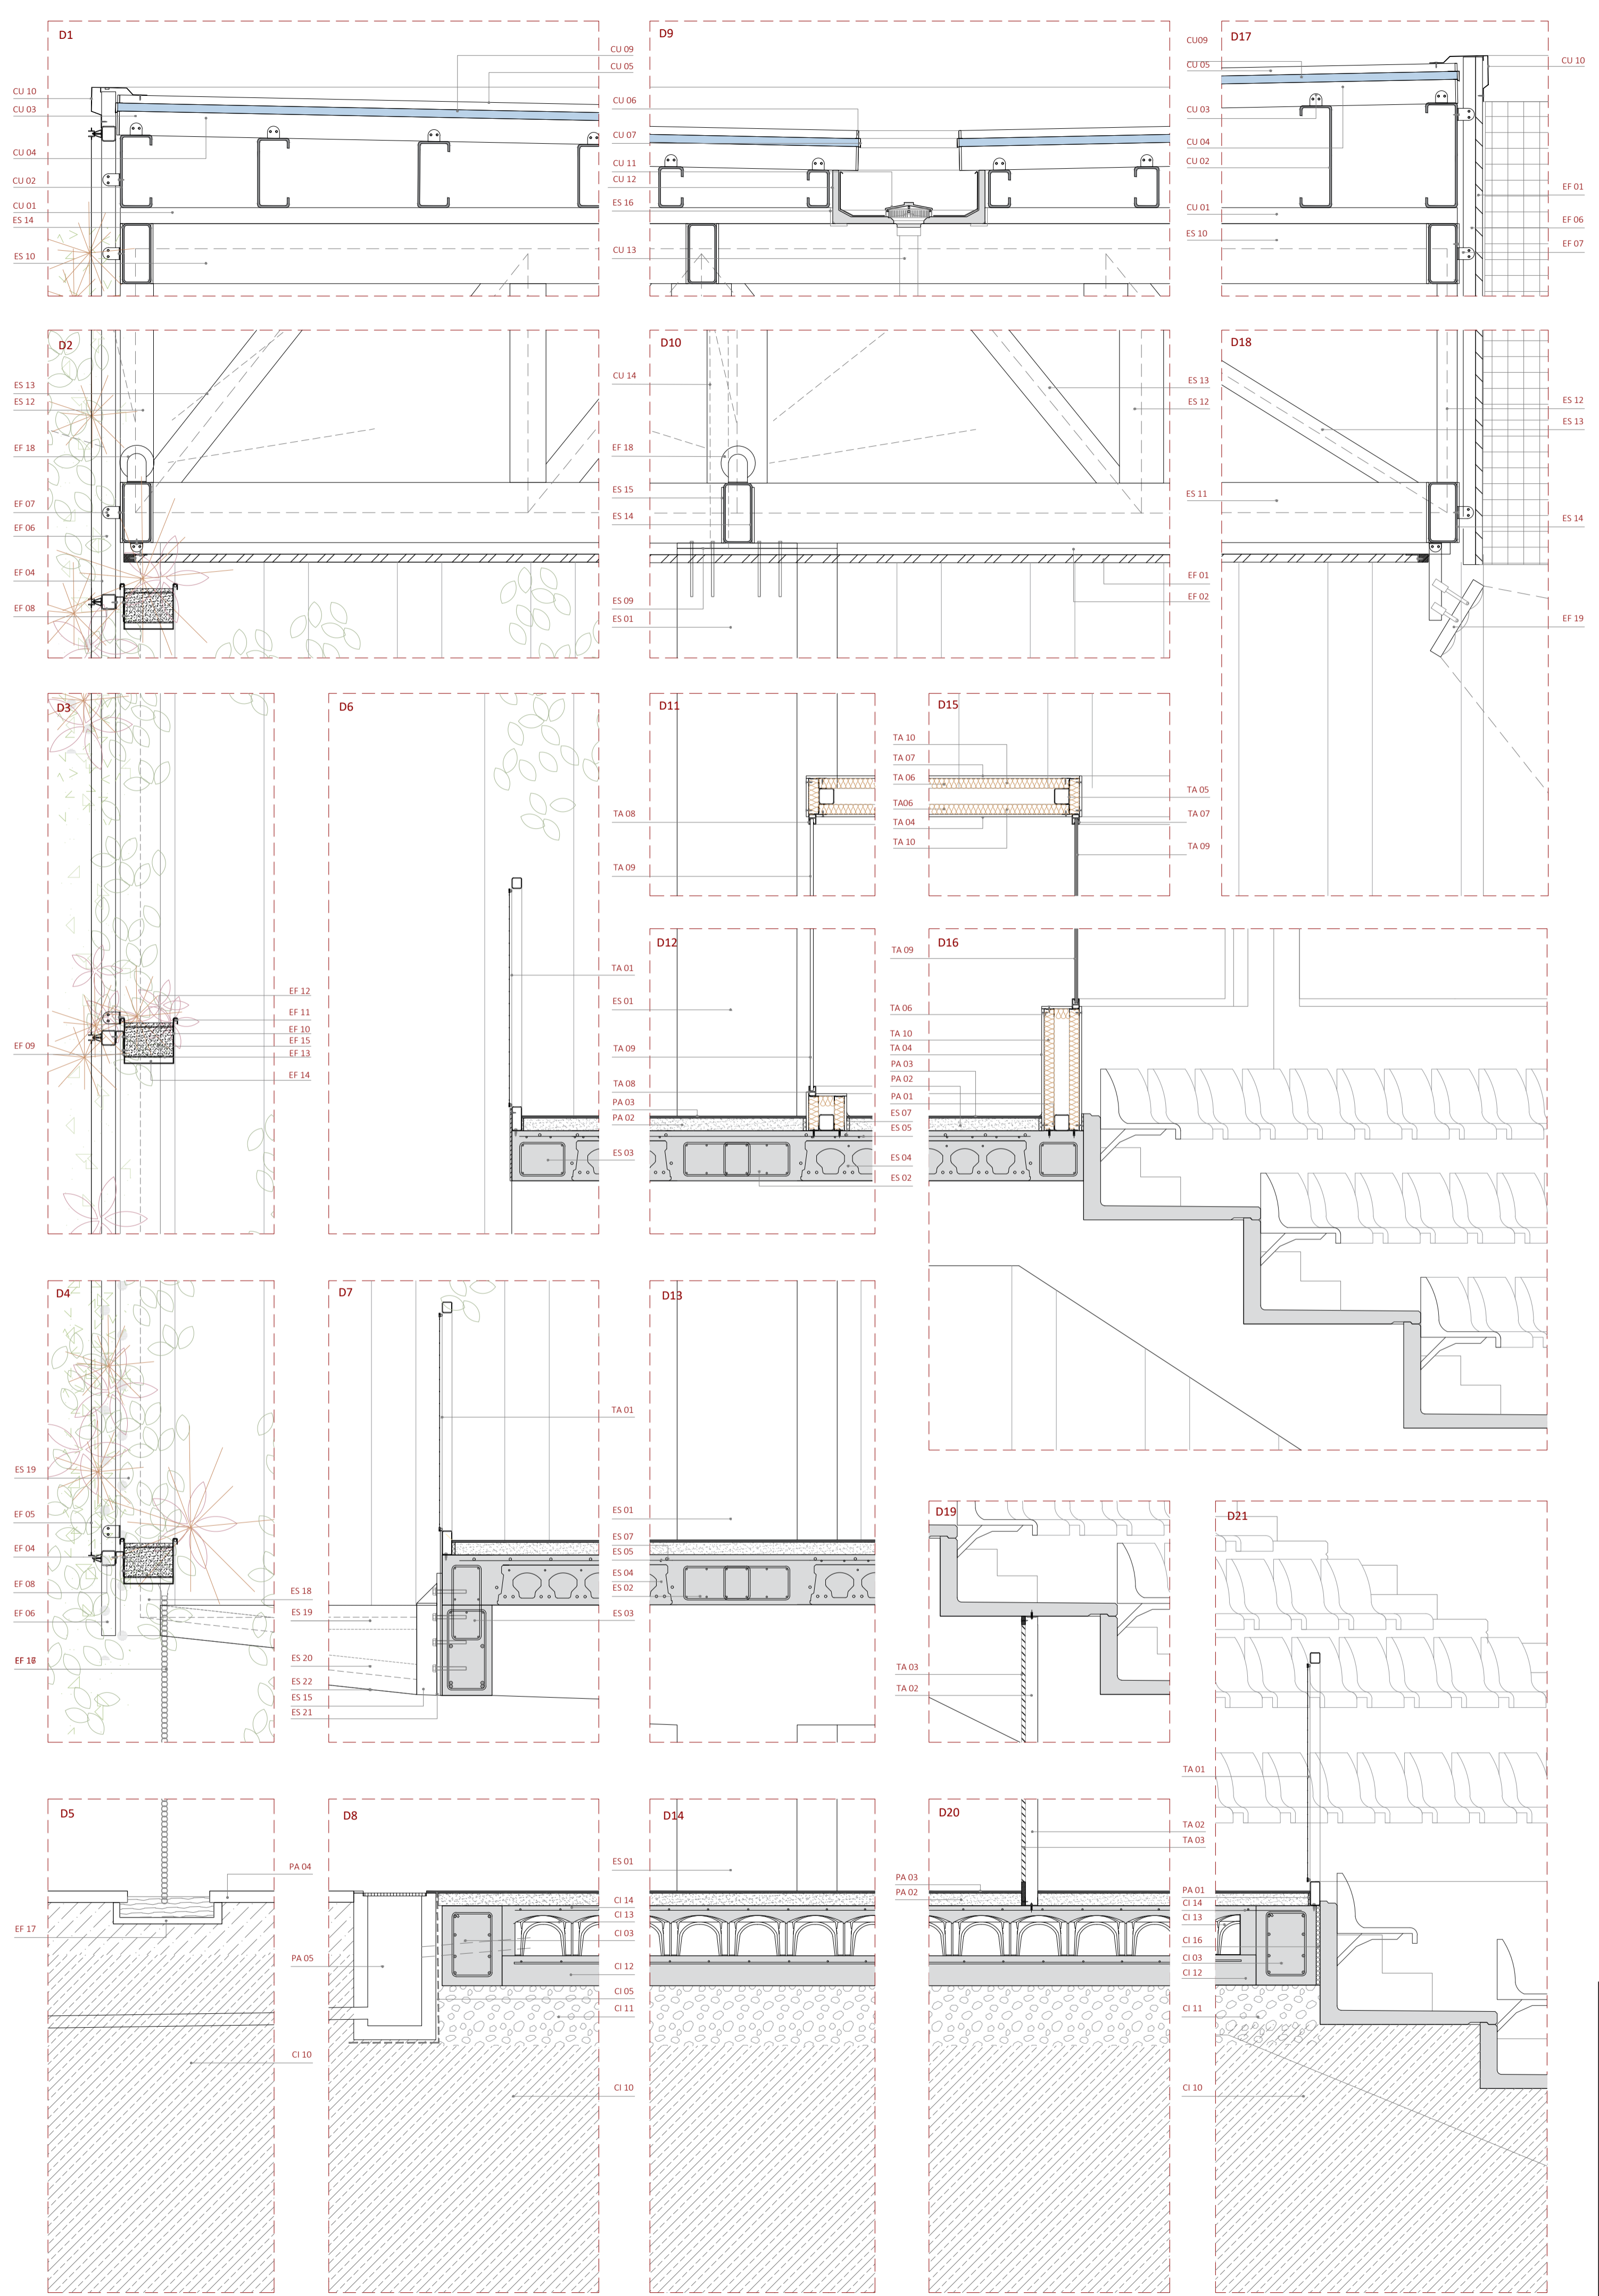 D1
CU 09
CU 05
CU 10
CU 03
CU 04
CU 02
CU 01
ES 14
ES 10
D9
CU 06
CU 07
CU 11
CU 12
ES 16
CU 13
D17
CU09
CU 05
CU 10
CU 03
CU 04
CU 02
EF 01
CU 01
EF 06
ES 10
EF 07
D2
ES 13
ES 12
EF 18
EF 07
EF 06
EF 04
EF 08
D10
CU 14
ES 13
ES 12
EF 18
ES 15
ES 14
EF 01
EF 02
ES 09
ES 01
D18
ES 12
ES 13
ES 11
ES 14
EF 19
D3
EF 12
EF 11
EF 10
EF 15
EF 13
EF 09
EF 14
D6
TA 01
ES 03
D11
TA 08
TA 09
D15
TA 10
TA 07
TA 06
TA 05
TA06
TA 04
TA 07
TA 10
TA 09
D12
ES 01
TA 09
TA 08
PA 03
PA 02
ES 07
ES 05
ES 04
ES 02
D16
TA 09
TA 06
TA 10
TA 04
PA 03
PA 02
PA 01
D4
ES 19
EF 05
EF 04
EF 08
EF 06
ES 18
D7
TA 01
ES 19
ES 03
ES 20
ES 22
ES 15
ES 21
D13
ES 01
ES 07
ES 05
ES 04
ES 02
D19
TA 03
TA 02
D21
TA 01
PA 01
CI 14
CI 13
CI 16
CI 03
CI 12
CI 11
CI 10
D5
PA 04
EF 17
CI 10
D8
CI 14
CI 13
CI 03
PA 05
CI 12
CI 05
CI 11
CI 10
D14
ES 01
D20
TA 02
TA 03
PA 03
PA 02